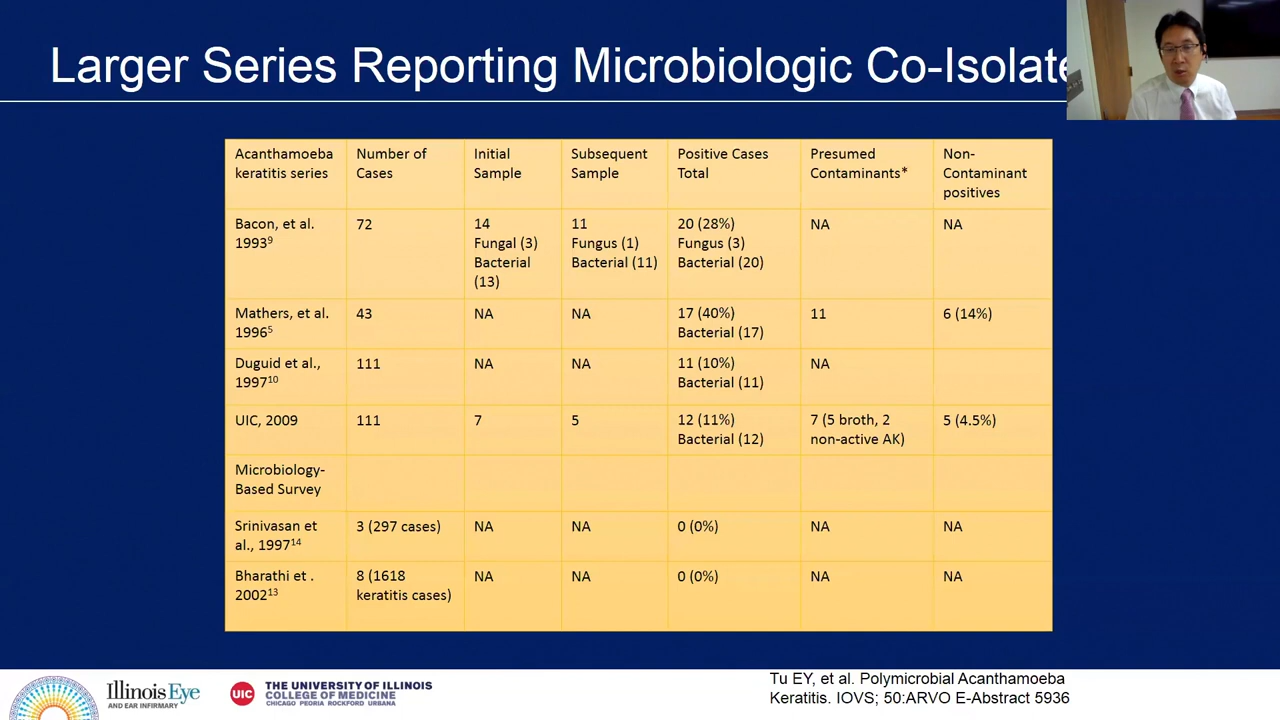 Larger Series Reporting Microbiologic Co-Isolate
Acanthamoeba keratitis series | Number of Cases | Initial Sample | Subsequent Sample | Positive Cases Total | Presumed Contaminants* | Non-Contaminant positives
Bacon, et al. 1993⁹ | 72 | 14 Fungal (3) Bacterial (13) | 11 Fungus (1) Bacterial (11) | 20 (28%) Fungus (3) Bacterial (20) | NA | NA
Mathers, et al. 1996⁵ | 43 | NA | NA | 17 (40%) Bacterial (17) | 11 | 6 (14%)
Duguid et al., 1997¹⁰ | 111 | NA | NA | 11 (10%) Bacterial (11) | NA
UIC, 2009 | 111 | 7 | 5 | 12 (11%) Bacterial (12) | 7 (5 broth, 2 non-active AK) | 5 (4.5%)
Microbiology-Based Survey
Srinivasan et al., 1997¹⁴ | 3 (297 cases) | NA | NA | 0 (0%) | NA | NA
Bharathi et . 2002¹³ | 8 (1618 keratitis cases) | NA | NA | 0 (0%) | NA | NA
Illinois Eye
AND EAR INFIRMARY
UIC
THE UNIVERSITY OF ILLINOIS
COLLEGE OF MEDICINE
CHICAGO PEORIA ROCKFORD URBANA
Tu EY, et al. Polymicrobial Acanthamoeba
Keratitis. IOVS; 50:ARVO E-Abstract 5936